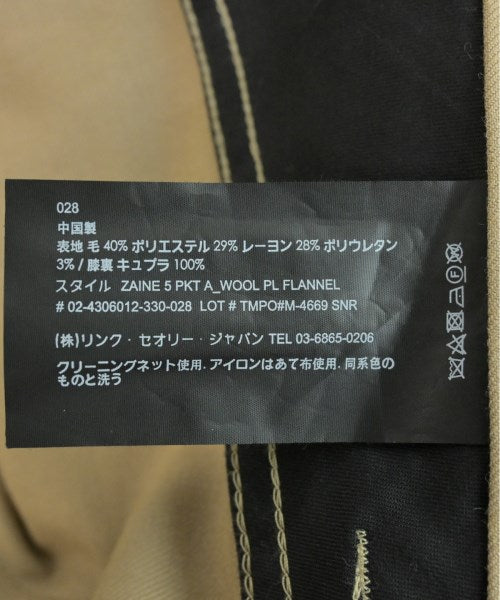 028
中国製
表地 毛 40% ポリエステル 29% レーヨン 28% ポリウレタン
3% / 膝裏 キュプラ 100%
スタイル ZAINE 5 PKT A_WOOL PL FLANNEL
# 02-4306012-330-028 LOT # TMPO#M-4669 SNR
(株)リンク・セオリー・ジャパン TEL 03-6865-0206
クリーニングネット使用. アイロンはあて布使用. 同系色の
ものと洗う